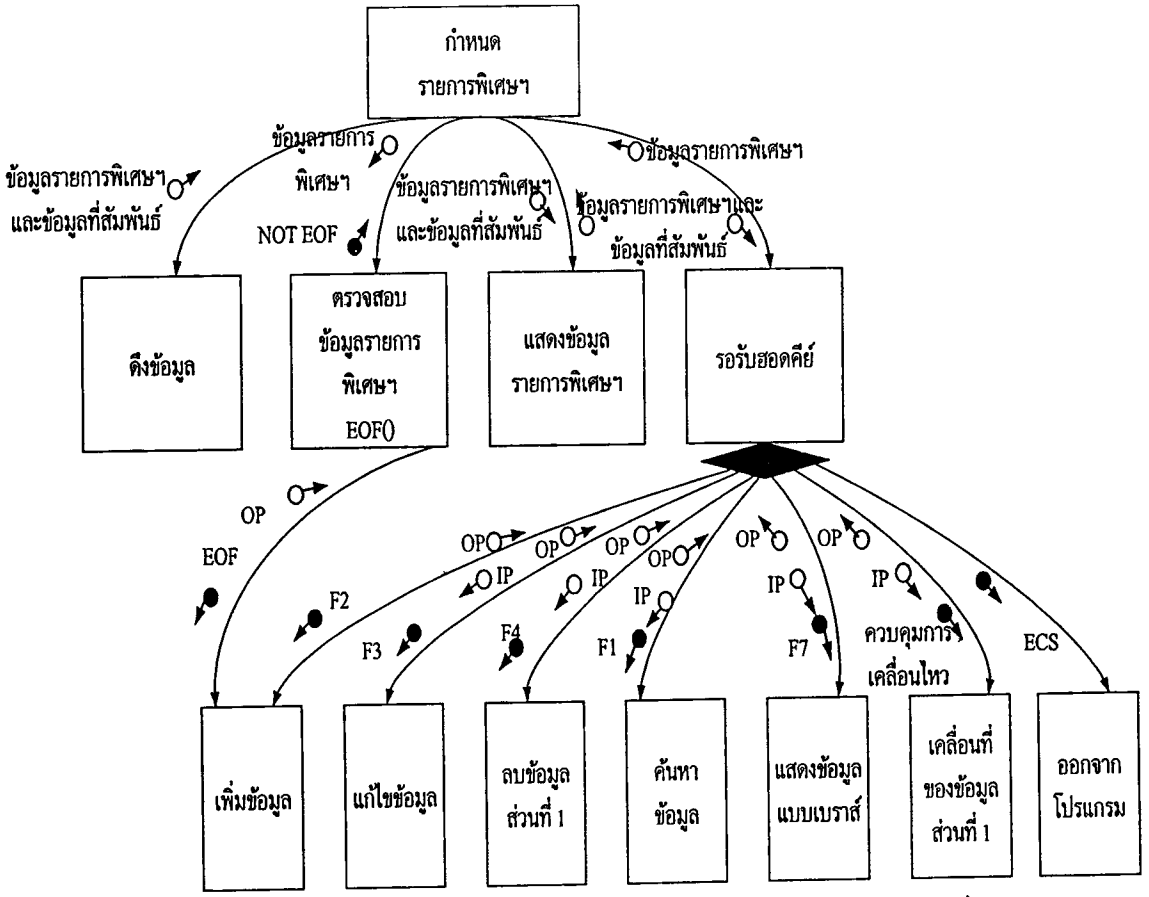 กำหนด
รายการพิเศษฯ
ข้อมูลรายการพิเศษฯ
และข้อมูลที่สัมพันธ์
ข้อมูลรายการ
พิเศษฯ
NOT EOF
ข้อมูลรายการพิเศษฯ
และข้อมูลที่สัมพันธ์
ข้อมูลรายการพิเศษฯ
ข้อมูลรายการพิเศษฯและ
ข้อมูลที่สัมพันธ์
ดึงข้อมูล
ตรวจสอบ
ข้อมูลรายการ
พิเศษฯ
EOF()
แสดงข้อมูล
รายการพิเศษฯ
รอรับฮอดคีย์
OP
EOF
OP
F2
OP
IP
F3
OP
IP
F4
OP
IP
F1
OP
IP
F7
OP
IP
ควบคุมการ
เคลื่อนไหว
ECS
เพิ่มข้อมูล
แก้ไขข้อมูล
ลบข้อมูล
ส่วนที่ 1
ค้นหา
ข้อมูล
แสดงข้อมูล
แบบเบราส์
เคลื่อนที่
ของข้อมูล
ส่วนที่ 1
ออกจาก
โปรแกรม